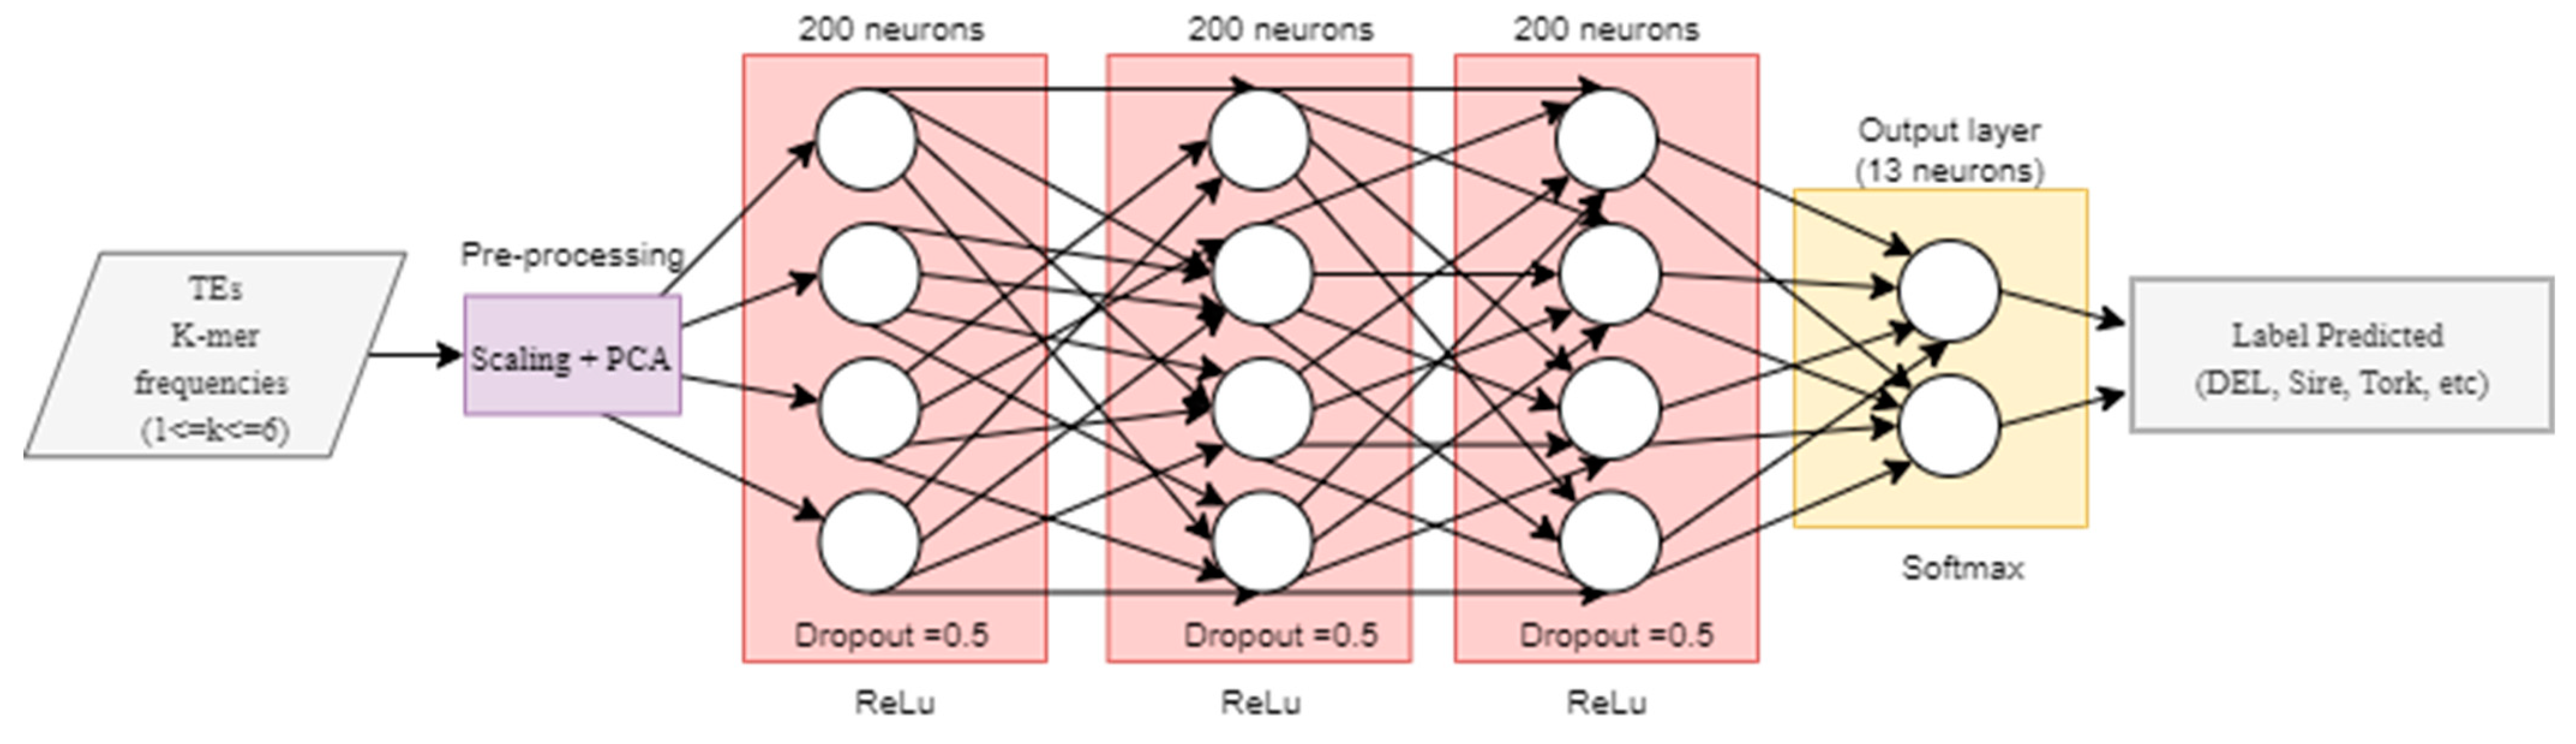 TEs
K-mer
frequencies
(1<=k<=6)
Pre-processing
Scaling + PCA
200 neurons
Dropout =0.5
ReLu
200 neurons
Dropout =0.5
ReLu
200 neurons
Dropout =0.5
ReLu
Output layer
(13 neurons)
Softmax
Label Predicted
(DEL, Sire, Tork, etc)